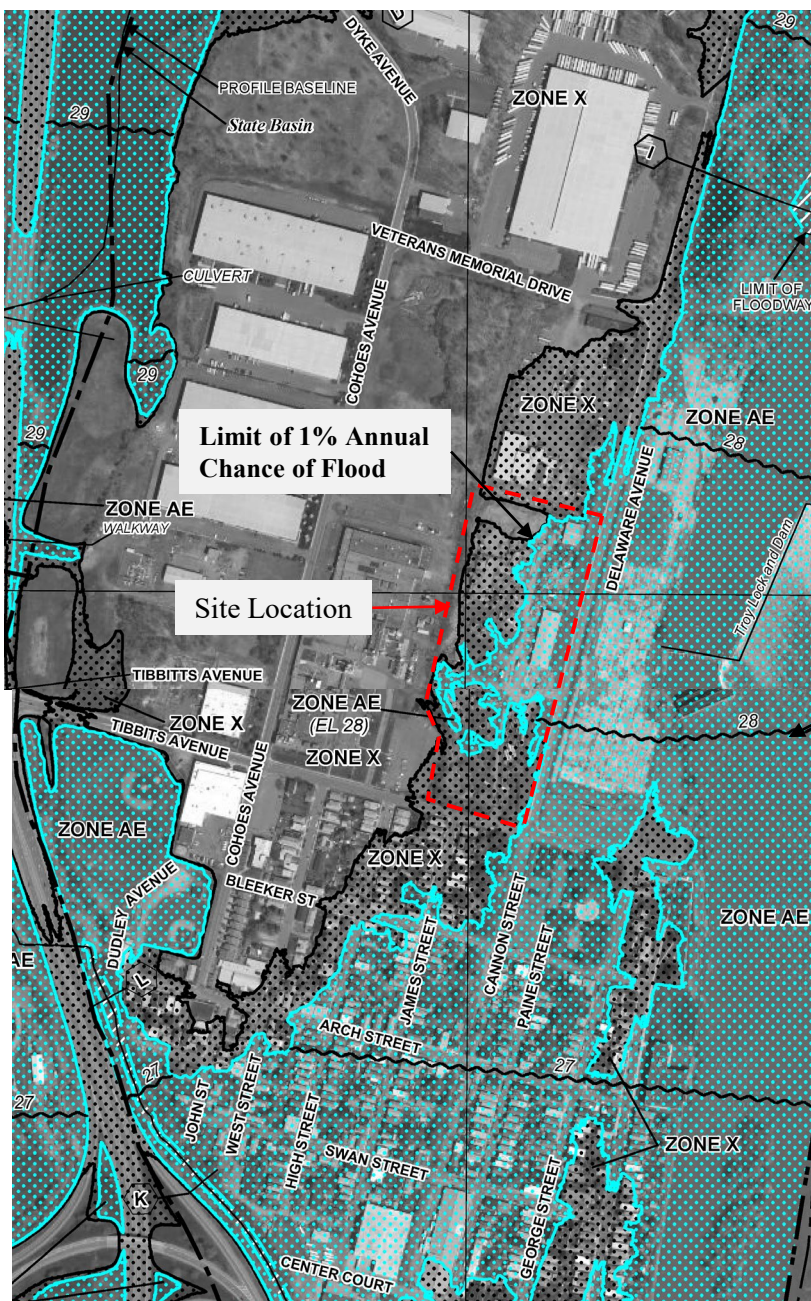 DYKE AVENUE
PROFILE BASELINE
State Basin
ZONE X
29
29
I
VETERANS MEMORIAL DRIVE
CULVERT
COHOES AVENUE
LIMIT OF
FLOODWAY
29
ZONE X
ZONE AE
28
29
Limit of 1% Annual
Chance of Flood
ZONE AE
WALKWAY
DELAWARE AVENUE
Troy Lock and Dam
Site Location
TIBBITTS AVENUE
ZONE AE
(EL 28)
ZONE X
TIBBITS AVENUE
28
ZONE X
COHOES AVENUE
ZONE AE
ZONE X
BLEEKER ST
DUDLEY AVENUE
ZONE AE
AE
JAMES STREET
CANNON STREET
PAINE STREET
L
ARCH STREET
27
27
27
JOHN ST
WEST STREET
HIGH STREET
SWAN STREET
ZONE X
GEORGE STREET
K
CENTER COURT